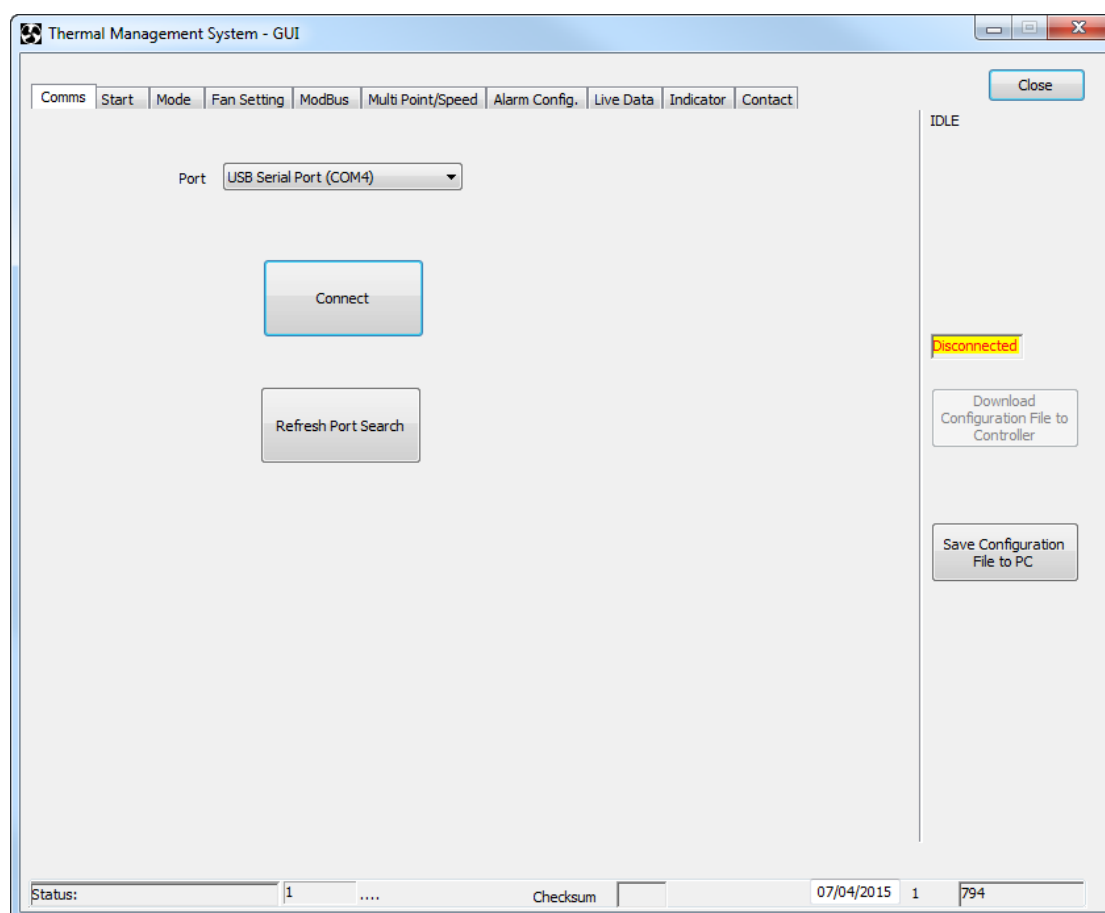 Thermal Management System - GUI
Close
Comms Start Mode Fan Setting ModBus Multi Point/Speed Alarm Config. Live Data Indicator Contact
IDLE
Port USB Serial Port (COM4)
Connect
Disconnected
Refresh Port Search
Download
Configuration File to
Controller
Save Configuration
File to PC
Status: 1 .... Checksum 07/04/2015 1 794